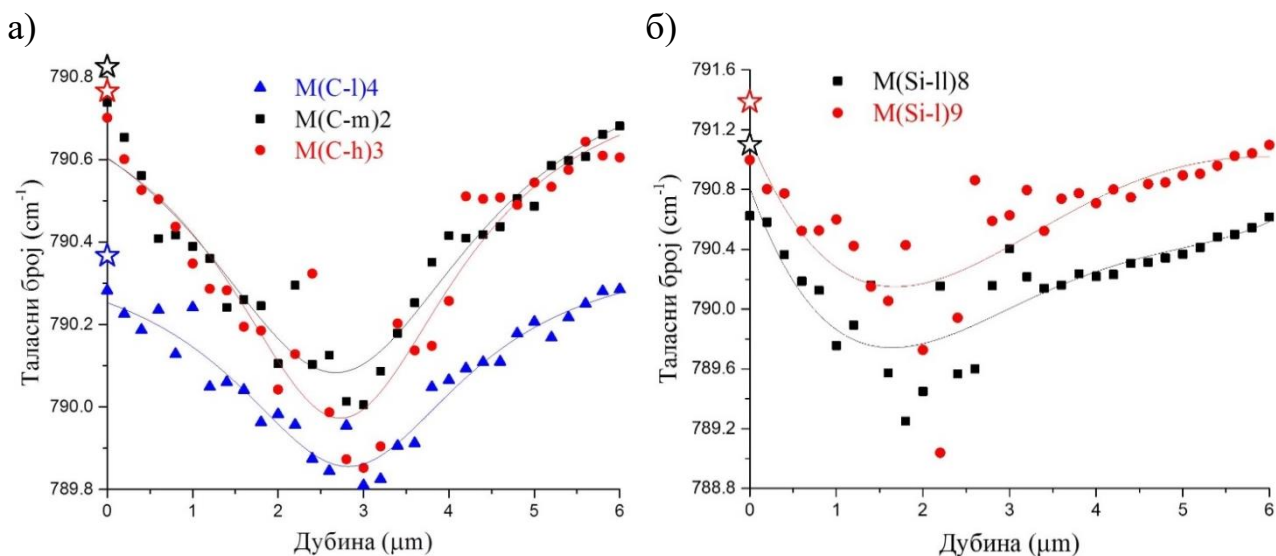 а)
790.8
790.6
790.4
790.2
790.0
789.8
Таласни број (cm⁻¹)
M(C-l)4
M(C-m)2
M(C-h)3
0
1
2
3
4
5
6
Дубина (μm)
б)
791.6
791.2
790.8
790.4
790.0
789.6
789.2
788.8
Таласни број (cm⁻¹)
M(Si-ll)8
M(Si-l)9
0
1
2
3
4
5
6
Дубина (μm)